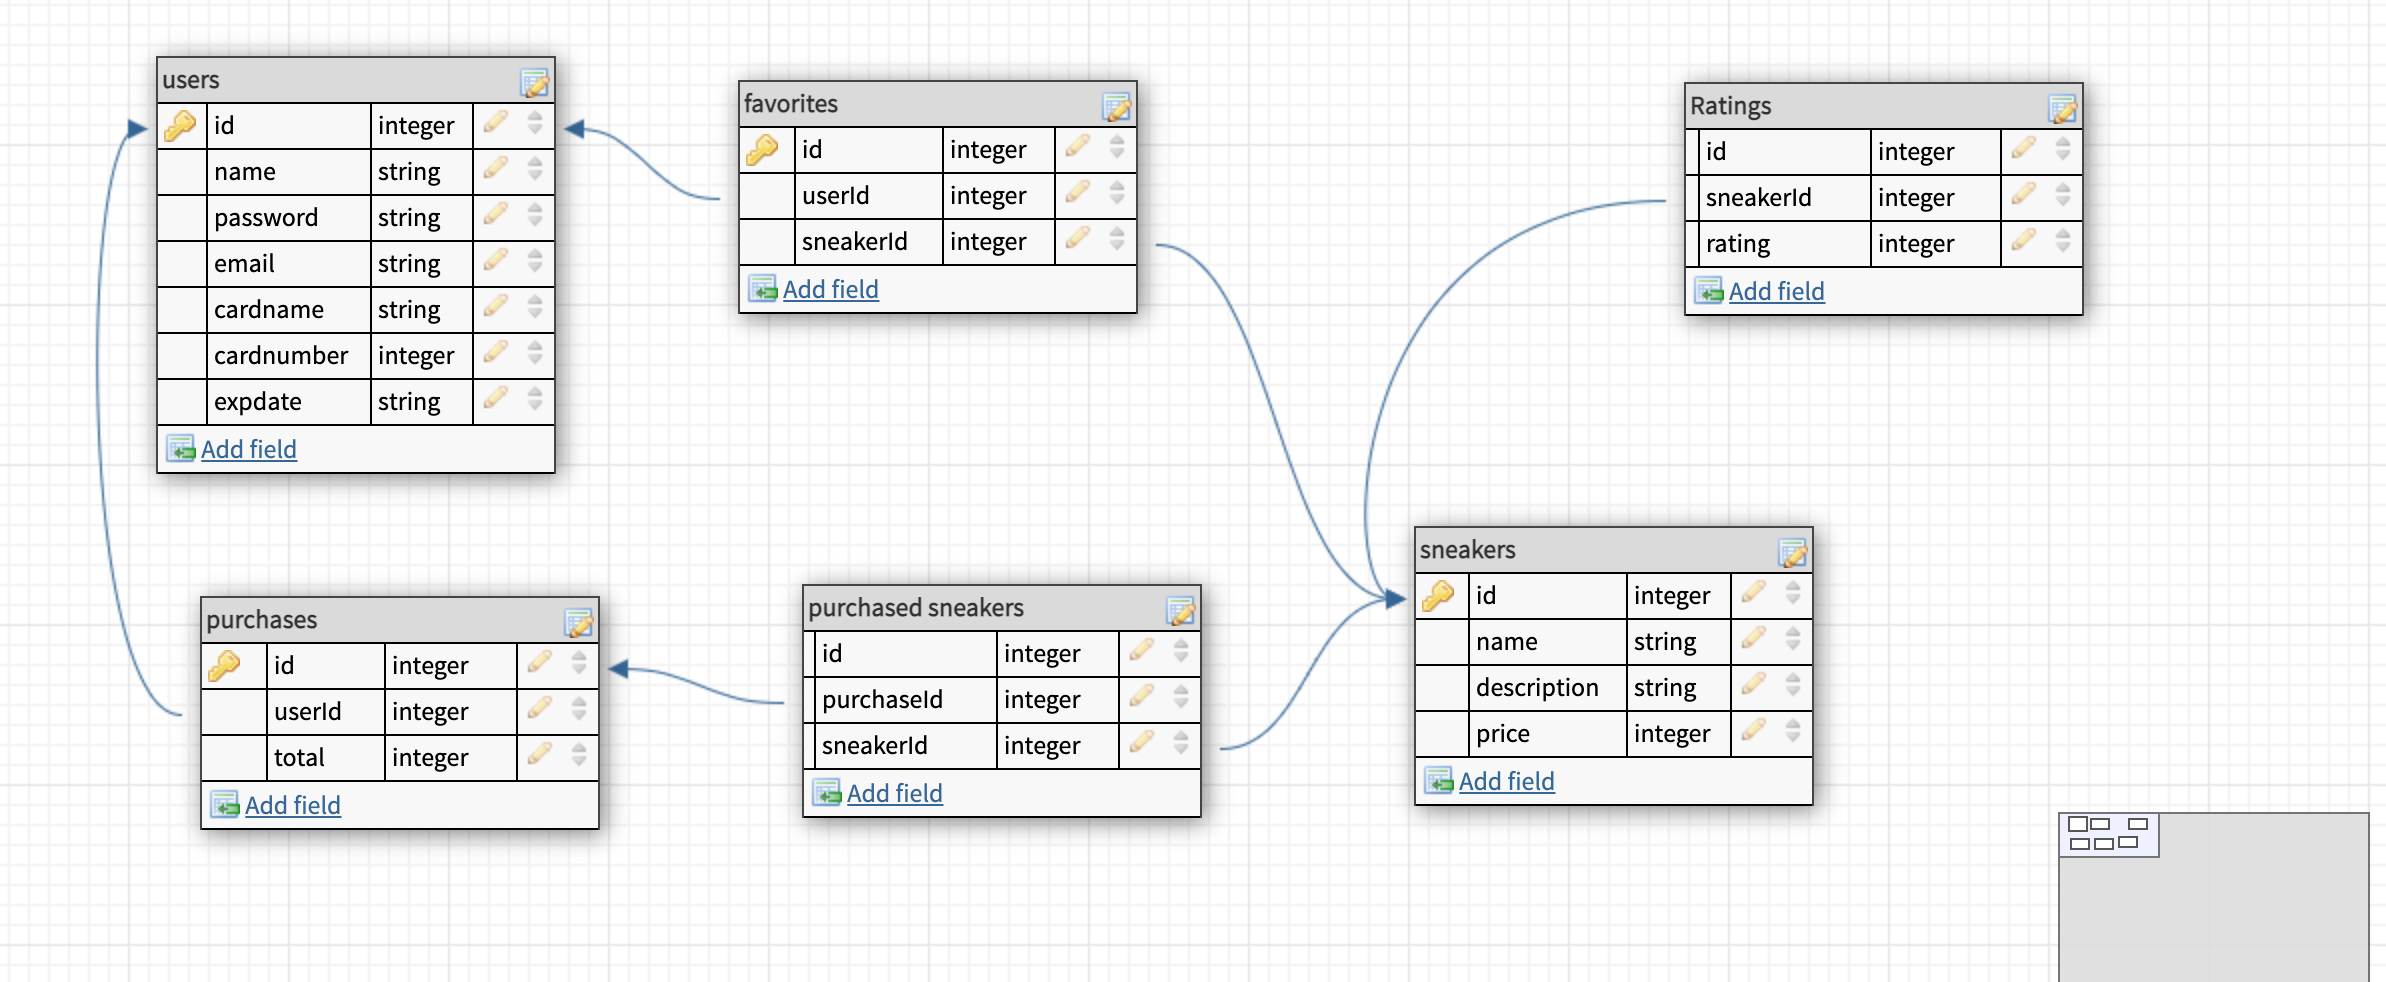 users
id integer
name string
password string
email string
cardname string
cardnumber integer
expdate string
Add field
favorites
id integer
userId integer
sneakerId integer
Add field
Ratings
id integer
sneakerId integer
rating integer
Add field
purchases
id integer
userId integer
total integer
Add field
purchased sneakers
id integer
purchaseId integer
sneakerId integer
Add field
sneakers
id integer
name string
description string
price integer
Add field